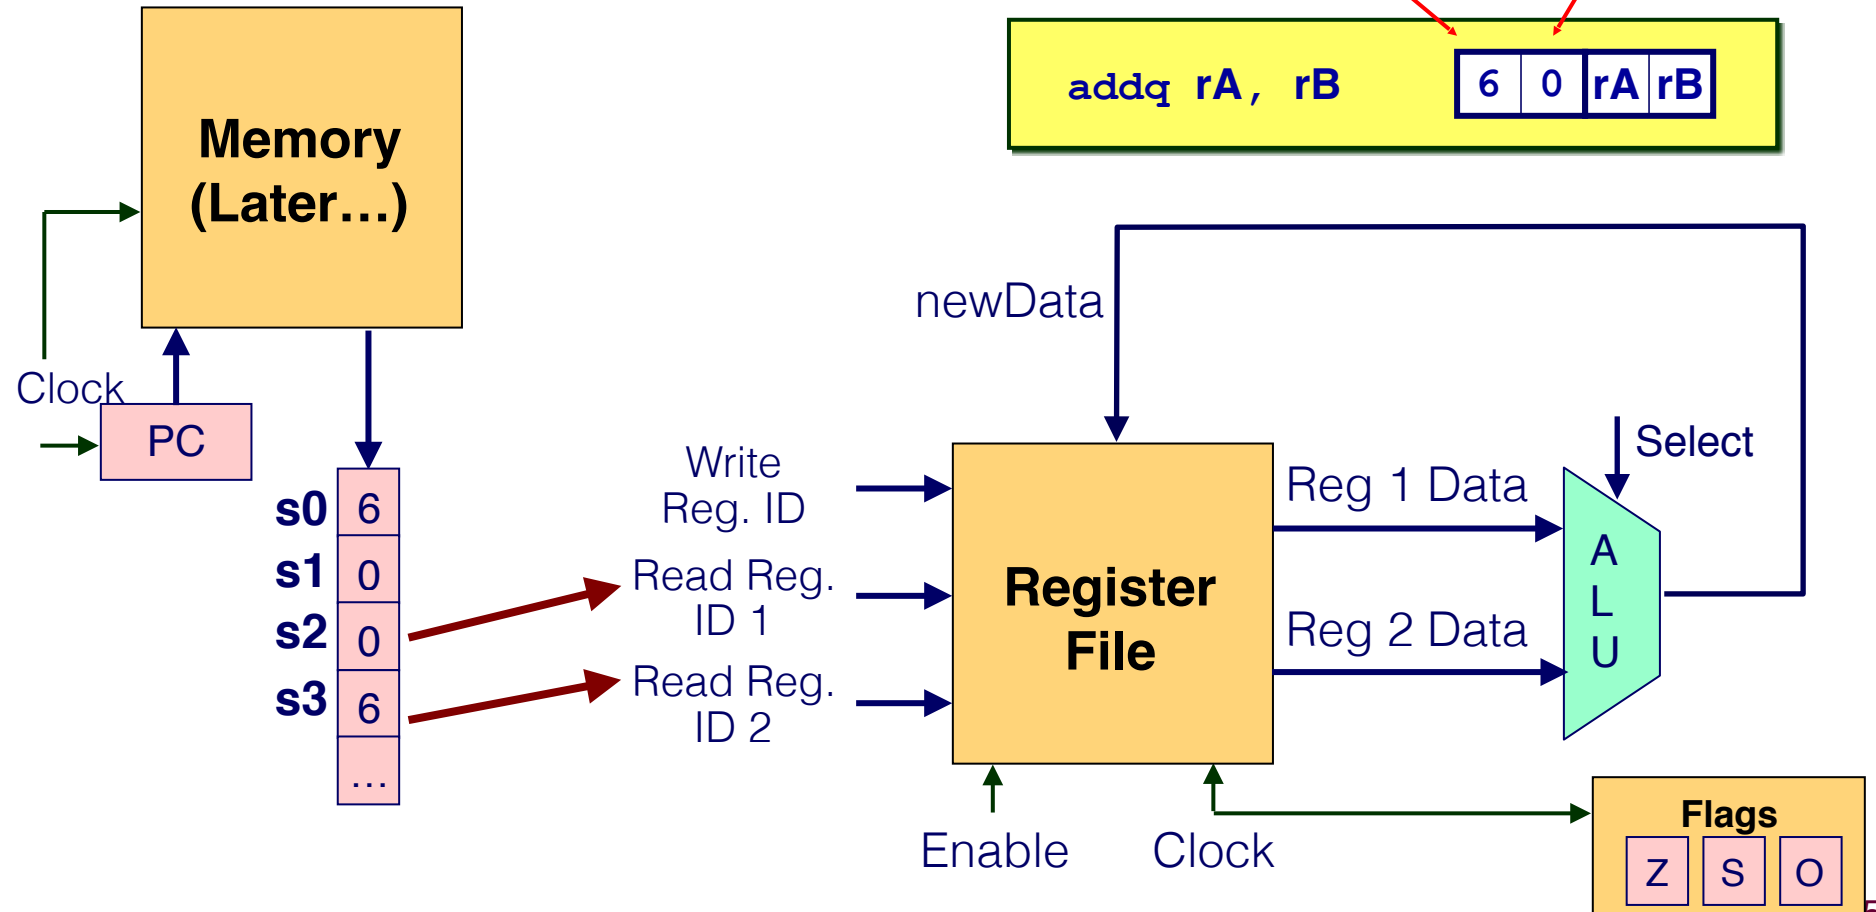 Memory
(Later…)
addq rA, rB
6 0 rA rB
newData
Clock
PC
Select
s0 6
s1 0
s2 0
s3 6
...
Write
Reg. ID
Read Reg.
ID 1
Read Reg.
ID 2
Register
File
Reg 1 Data
Reg 2 Data
A
L
U
Enable
Clock
Flags
Z S O